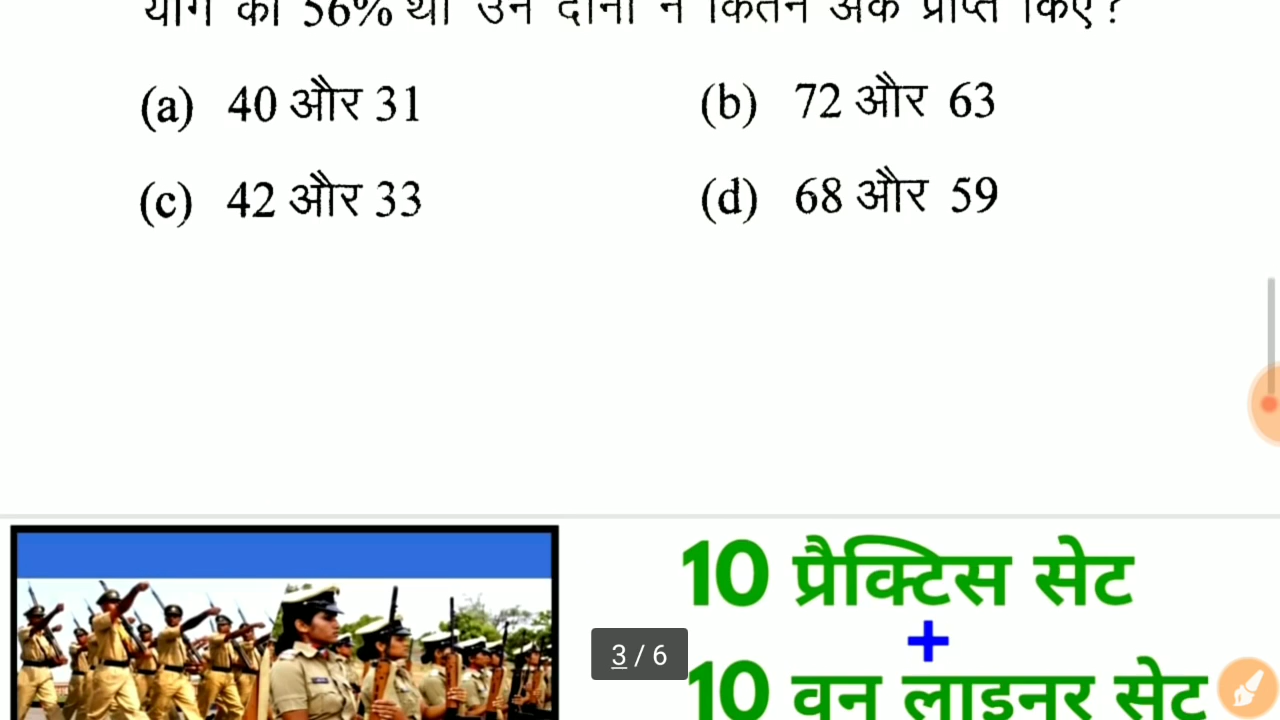 योग का 56% था उन दोनों ने कितने अंक प्राप्त किए?
(a) 40 और 31 (b) 72 और 63
(c) 42 और 33 (d) 68 और 59
10 प्रैक्टिस सेट
+
3 / 6
10 वन लाइनर सेट